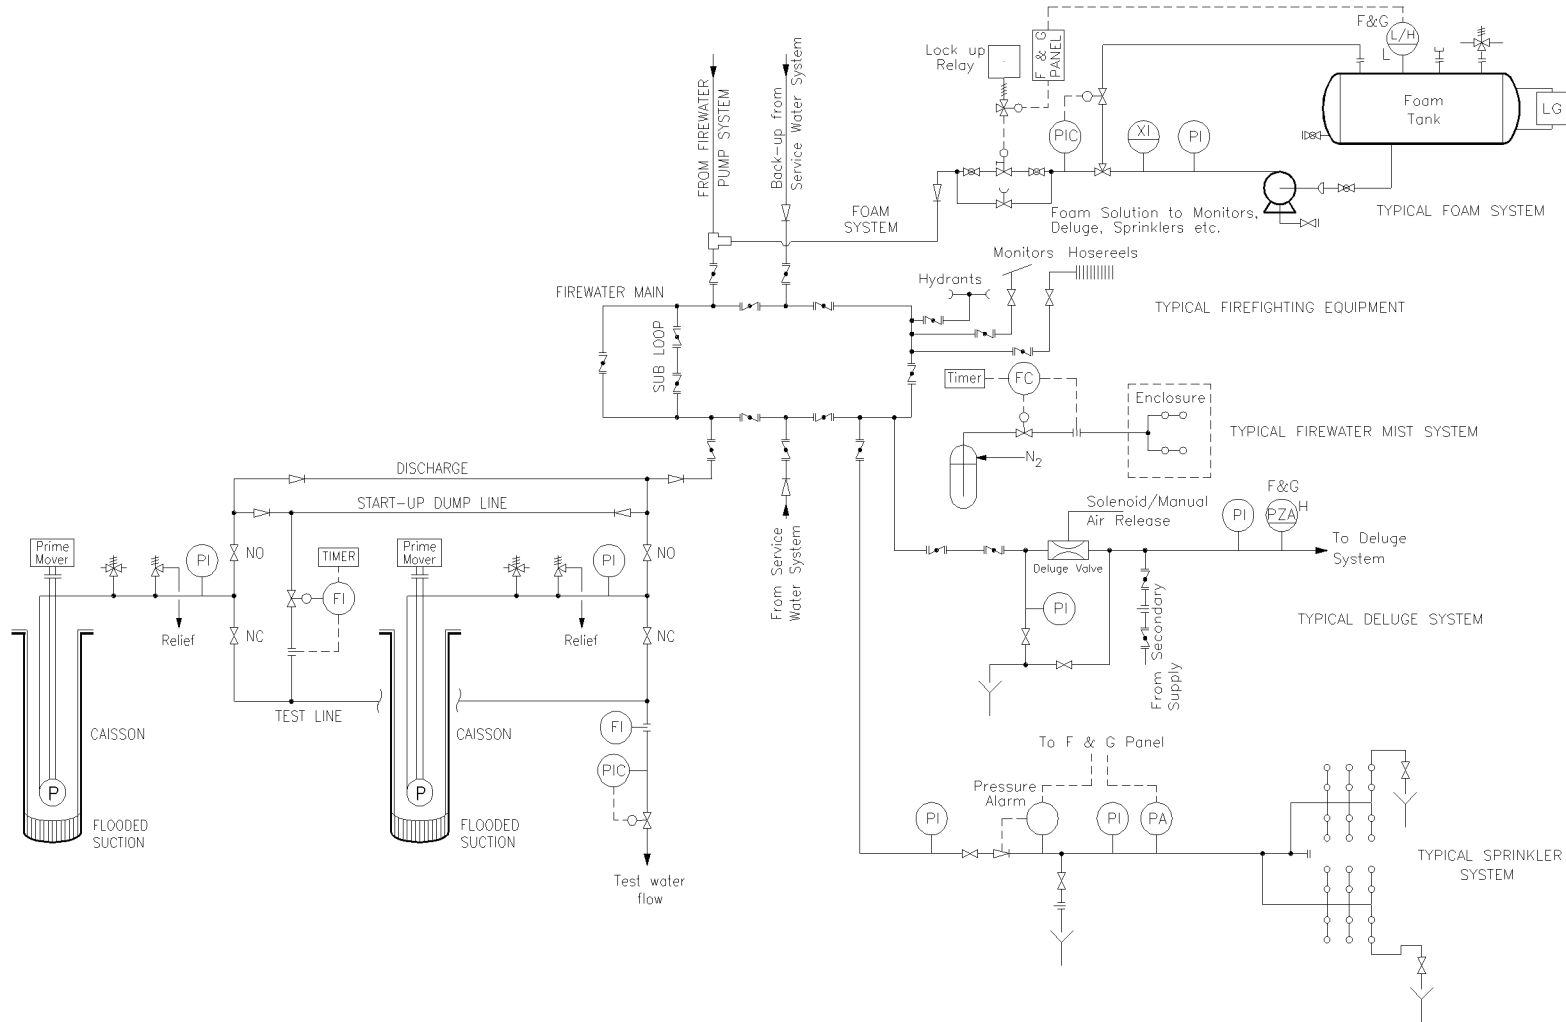 F&G
L/H
L
Lock up
Relay
F & G
PANEL
Foam
Tank
LG
PIC
XI
PI
FROM FIREWATER
PUMP SYSTEM
Back-up from
Service Water System
FOAM
SYSTEM
Foam Solution to Monitors,
Deluge, Sprinklers etc.
TYPICAL FOAM SYSTEM
Monitors Hosereels
Hydrants
FIREWATER MAIN
TYPICAL FIREFIGHTING EQUIPMENT
SUB LOOP
Timer
FC
Enclosure
TYPICAL FIREWATER MIST SYSTEM
N2
DISCHARGE
START-UP DUMP LINE
From Service
Water System
Solenoid/Manual
Air Release
F&G
PI
PZA
H
To Deluge
System
Deluge Valve
PI
From Secondary
Supply
TYPICAL DELUGE SYSTEM
Prime
Mover
PI
NO
TIMER
FI
Relief
NC
Prime
Mover
PI
NO
Relief
NC
TEST LINE
CAISSON
P
FLOODED
SUCTION
CAISSON
P
FLOODED
SUCTION
FI
PIC
Test water
flow
To F & G Panel
Pressure
Alarm
PI
PI
PA
TYPICAL SPRINKLER
SYSTEM